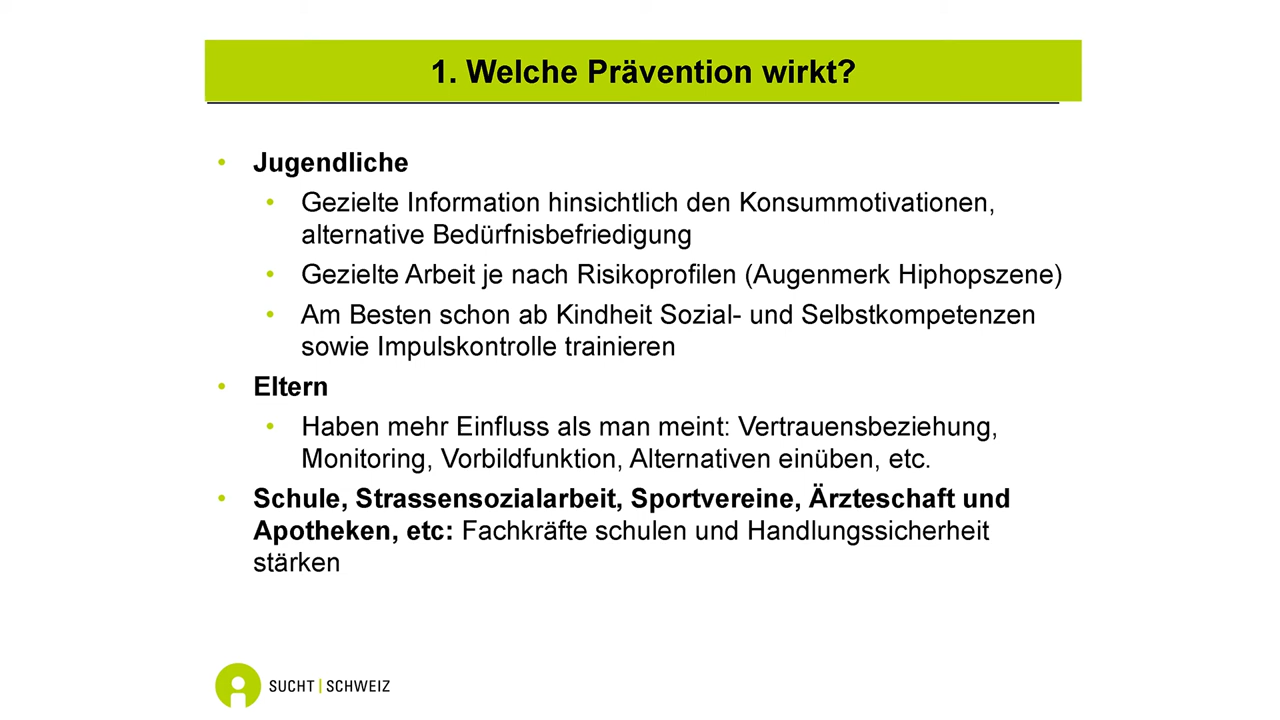 1. Welche Prävention wirkt?
• Jugendliche
• Gezielte Information hinsichtlich den Konsummotivationen,
alternative Bedürfnisbefriedigung
• Gezielte Arbeit je nach Risikoprofilen (Augenmerk Hiphopszene)
• Am Besten schon ab Kindheit Sozial- und Selbstkompetenzen
sowie Impulskontrolle trainieren
• Eltern
• Haben mehr Einfluss als man meint: Vertrauensbeziehung,
Monitoring, Vorbildfunktion, Alternativen einüben, etc.
• Schule, Strassensozialarbeit, Sportvereine, Ärzteschaft und
Apotheken, etc: Fachkräfte schulen und Handlungssicherheit
stärken
SUCHT | SCHWEIZ